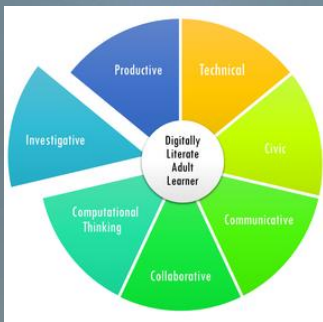 Productive
Technical
Investigative
Digitally
Literate
Adult
Learner
Civic
Computational
Thinking
Communicative
Collaborative